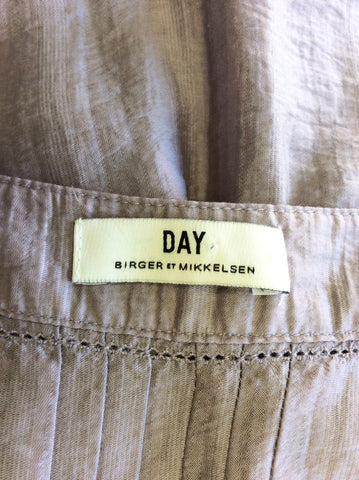 DAY
BIRGER ET MIKKELSEN